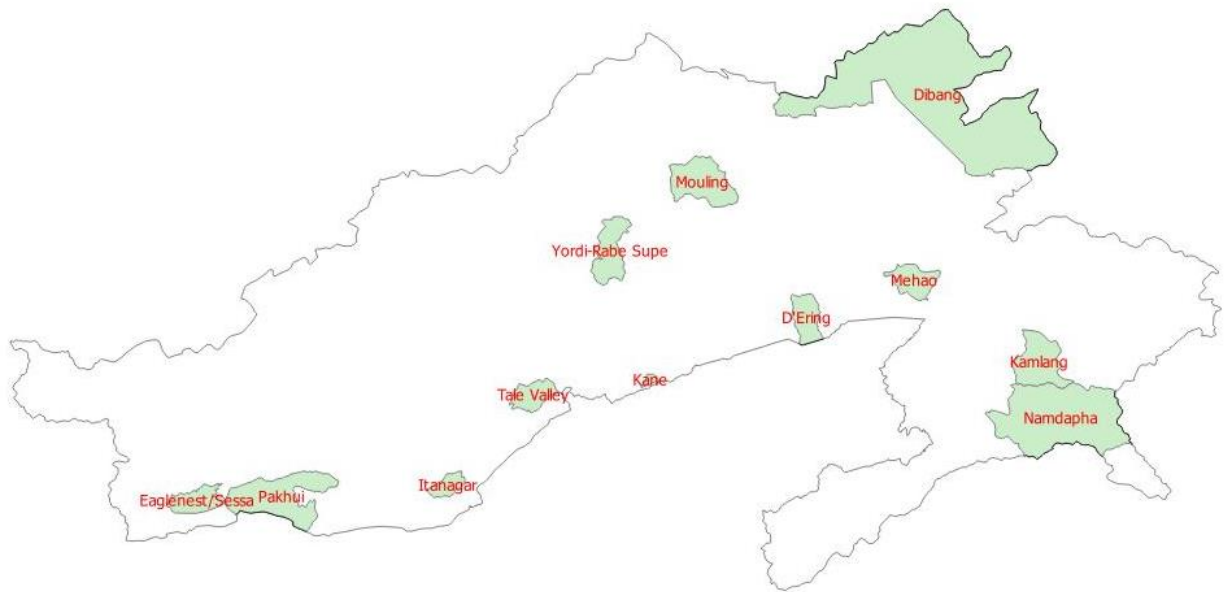 Dibang
Mouling
Yordi-Rabe Supe
Mehao
D'Ering
Kamlang
Kane
Tale Valley
Namdapha
Itanagar
Eaglenest/Sessa
Pakhui